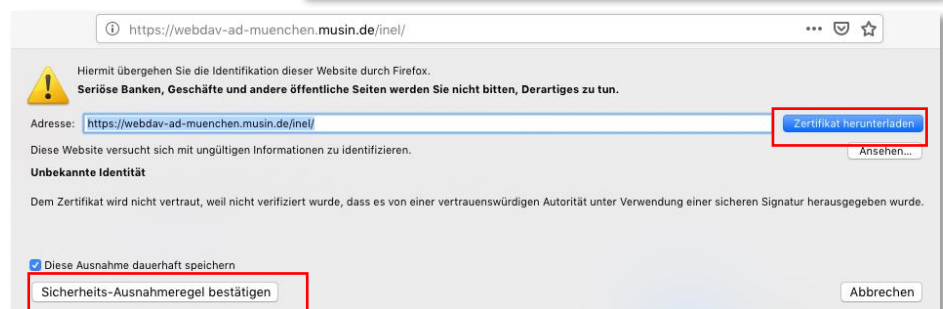 https://webdav-ad-muenchen.musin.de/inel/
Hiermit übergehen Sie die Identifikation dieser Website durch Firefox.
Seriöse Banken, Geschäfte und andere öffentliche Seiten werden Sie nicht bitten, Derartiges zu tun.
Adresse: https://webdav-ad-muenchen.musin.de/inel/ Zertifikat herunterladen
Diese Website versucht sich mit ungültigen Informationen zu identifizieren. Ansehen...
Unbekannte Identität
Dem Zertifikat wird nicht vertraut, weil nicht verifiziert wurde, dass es von einer vertrauenswürdigen Autorität unter Verwendung einer sicheren Signatur herausgegeben wurde.
Diese Ausnahme dauerhaft speichern
Sicherheits-Ausnahmeregel bestätigen Abbrechen